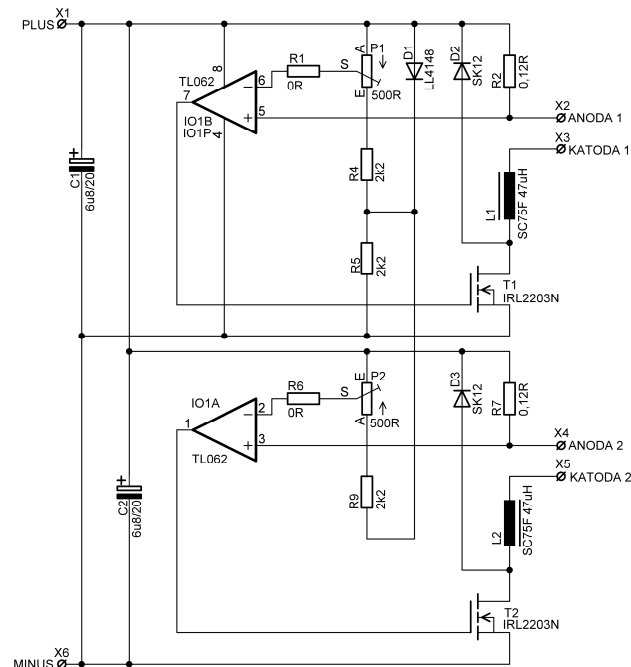 X1
PLUS
TL062
7
8
6
5
4
IO1B
IO1P
R1
0R
S
A
P1
E
500R
D1
LL4148
D2
SK12
R2
0,12R
X2
ANODA 1
X3
KATODA 1
C1
6u8/20
+
R4
2k2
R5
2k2
L1
SC75F 47uH
T1
IRL2203N
IO1A
1
2
3
TL062
R6
0R
S
E
P2
A
500R
D3
SK12
R7
0,12R
X4
ANODA 2
X5
KATODA 2
R9
2k2
L2
SC75F 47uH
+
C2
6u8/20
T2
IRL2203N
X6
MINUS